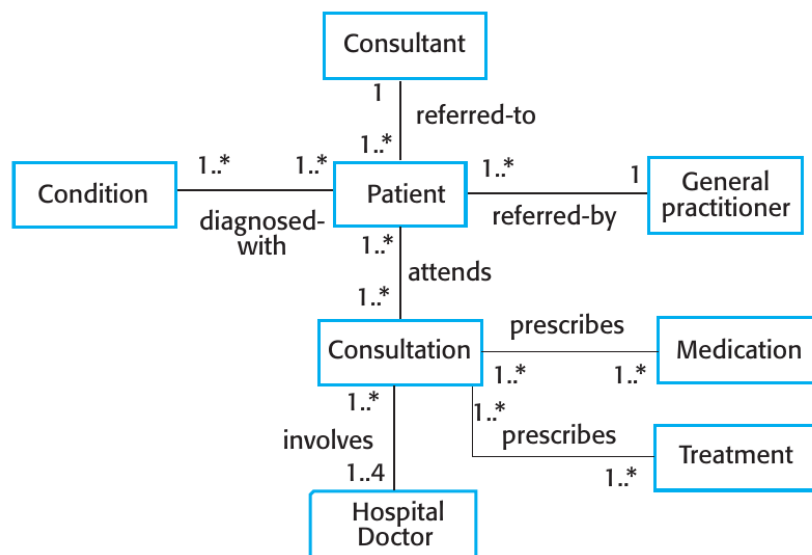 Consultant
1
referred-to
1..*
1..*
1..*
1..*
1
Condition
Patient
General
practitioner
diagnosed-
with
referred-by
1..*
attends
1..*
prescribes
Consultation
Medication
1..*
1..*
1..*
1..*
involves
prescribes
Treatment
1..4
1..*
Hospital
Doctor